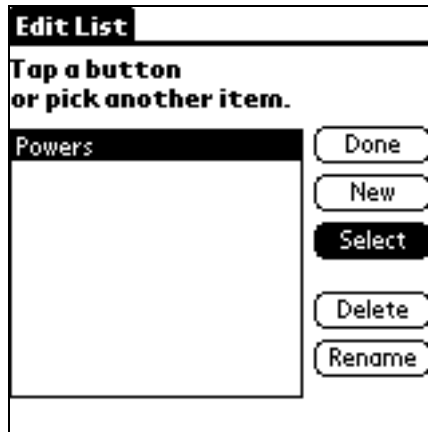 Edit List
Tap a button
or pick another item.
Powers
Done
New
Select
Delete
Rename